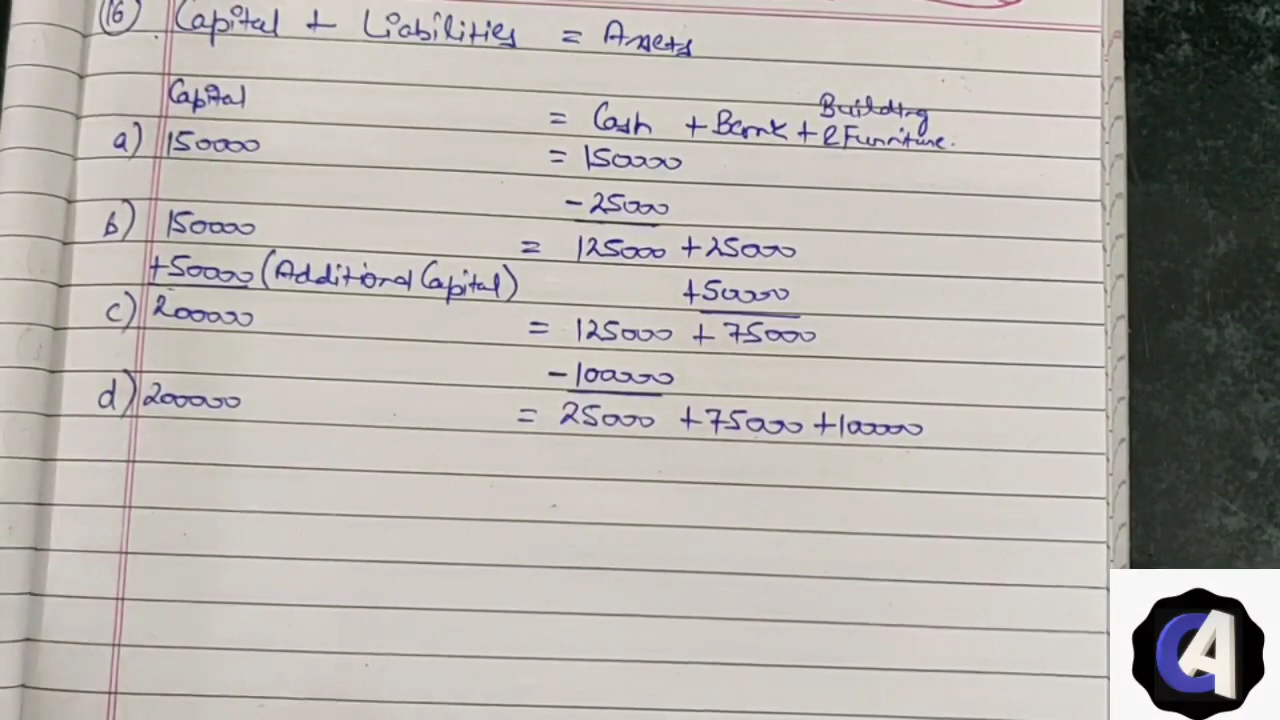 16 Capital + Liabilities = Assets
Capital = Cash + Bank + Building & Furniture.
a) 150000 = 150000
- 25000
b) 150000 = 125000 + 25000
+50000 (Additional Capital) +50000
c) 200000 = 125000 + 75000
- 100000
d) 200000 = 25000 + 75000 + 100000
CA